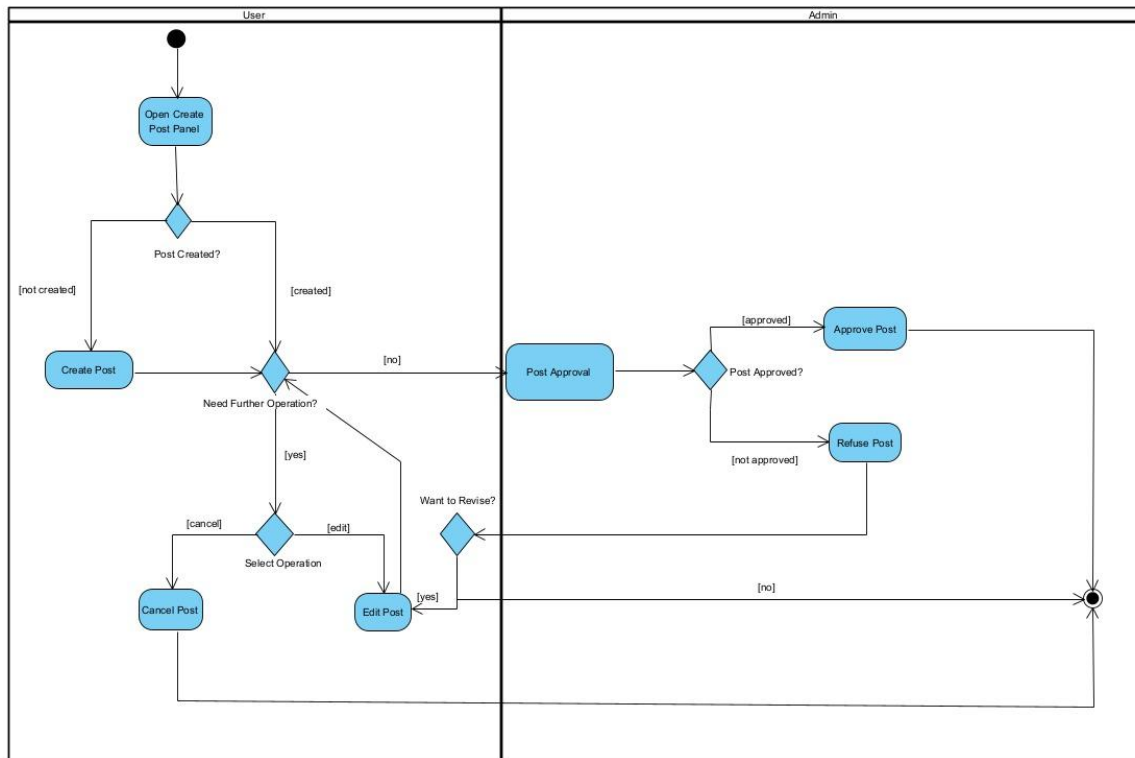 User
Admin
Open Create
Post Panel
Post Created?
[not created]
[created]
Create Post
[no]
Need Further Operation?
[yes]
[cancel]
[edit]
Select Operation
Cancel Post
Edit Post
[yes]
Want to Revise?
[no]
Post Approval
Post Approved?
[approved]
Approve Post
[not approved]
Refuse Post